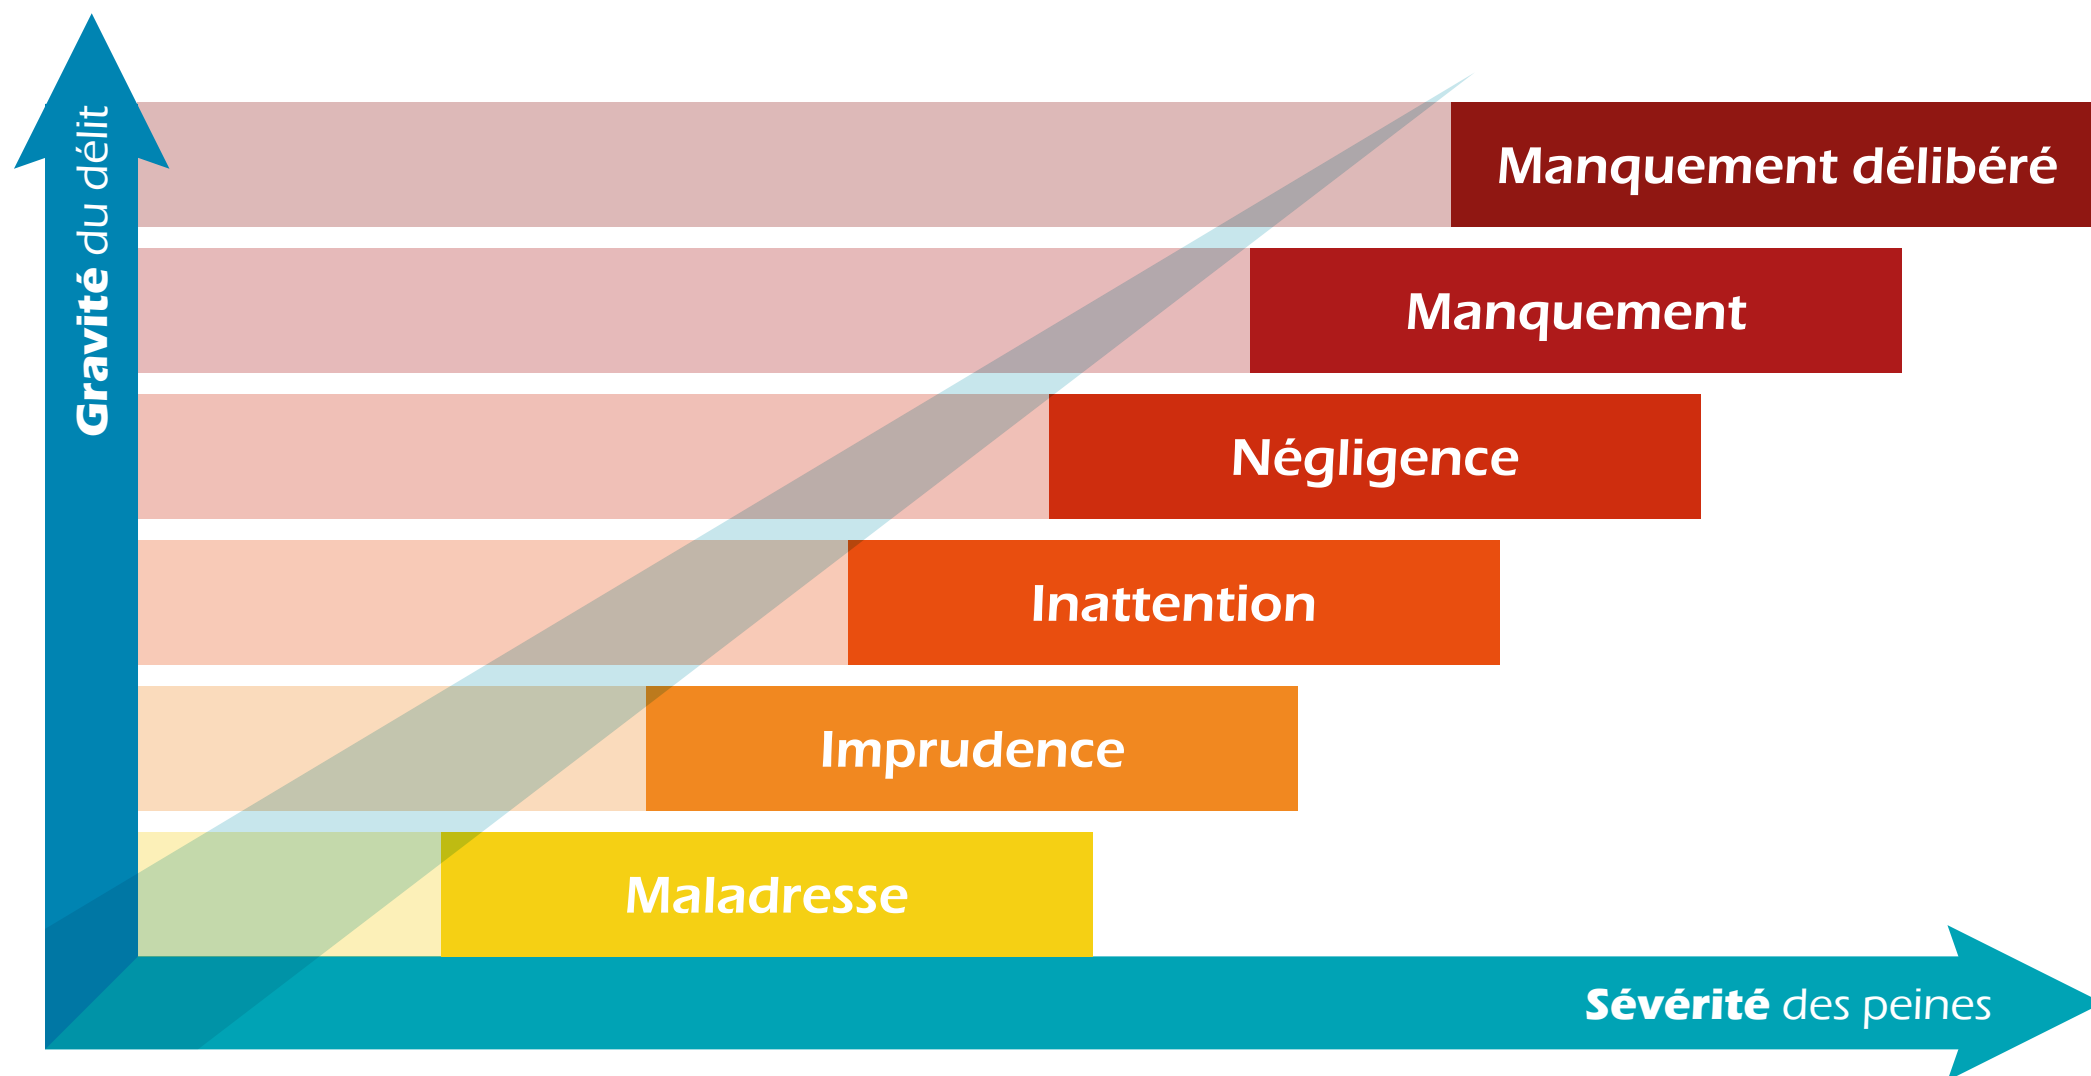 Gravité du délit
Manquement délibéré
Manquement
Négligence
Inattention
Imprudence
Maladresse
Sévérité des peines